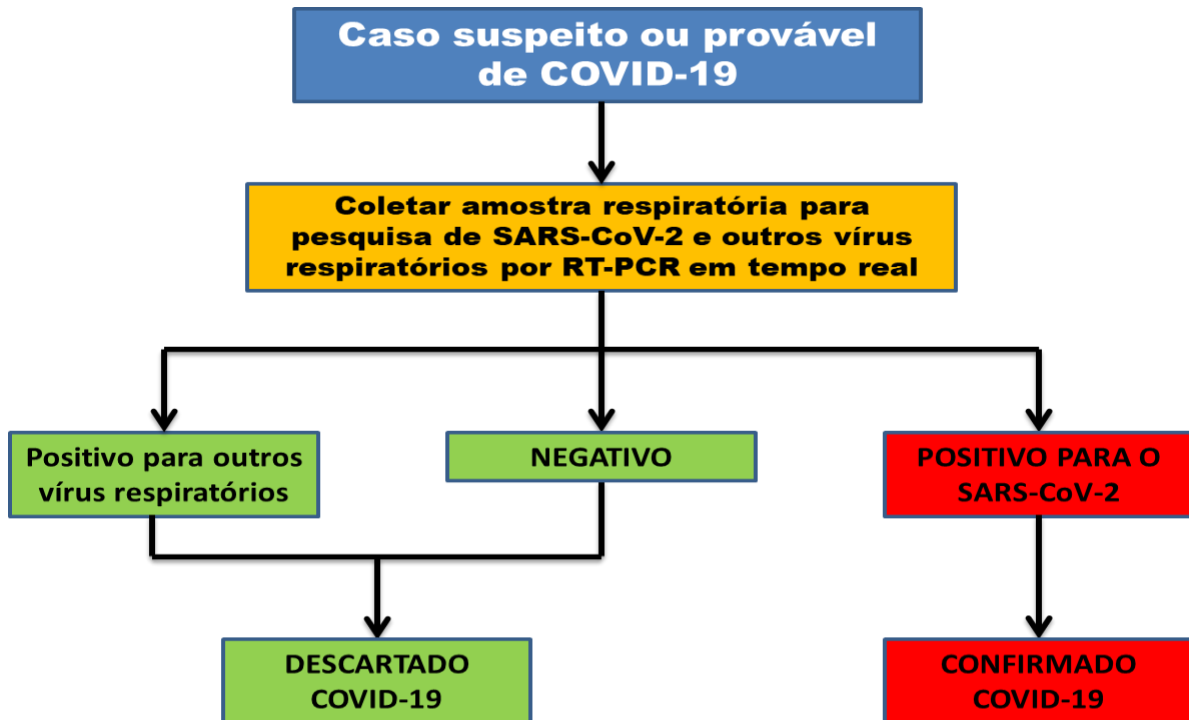 Caso suspeito ou provável
de COVID-19
Coletar amostra respiratória para
pesquisa de SARS-CoV-2 e outros vírus
respiratórios por RT-PCR em tempo real
Positivo para outros
vírus respiratórios
NEGATIVO
POSITIVO PARA O
SARS-CoV-2
DESCARTADO
COVID-19
CONFIRMADO
COVID-19